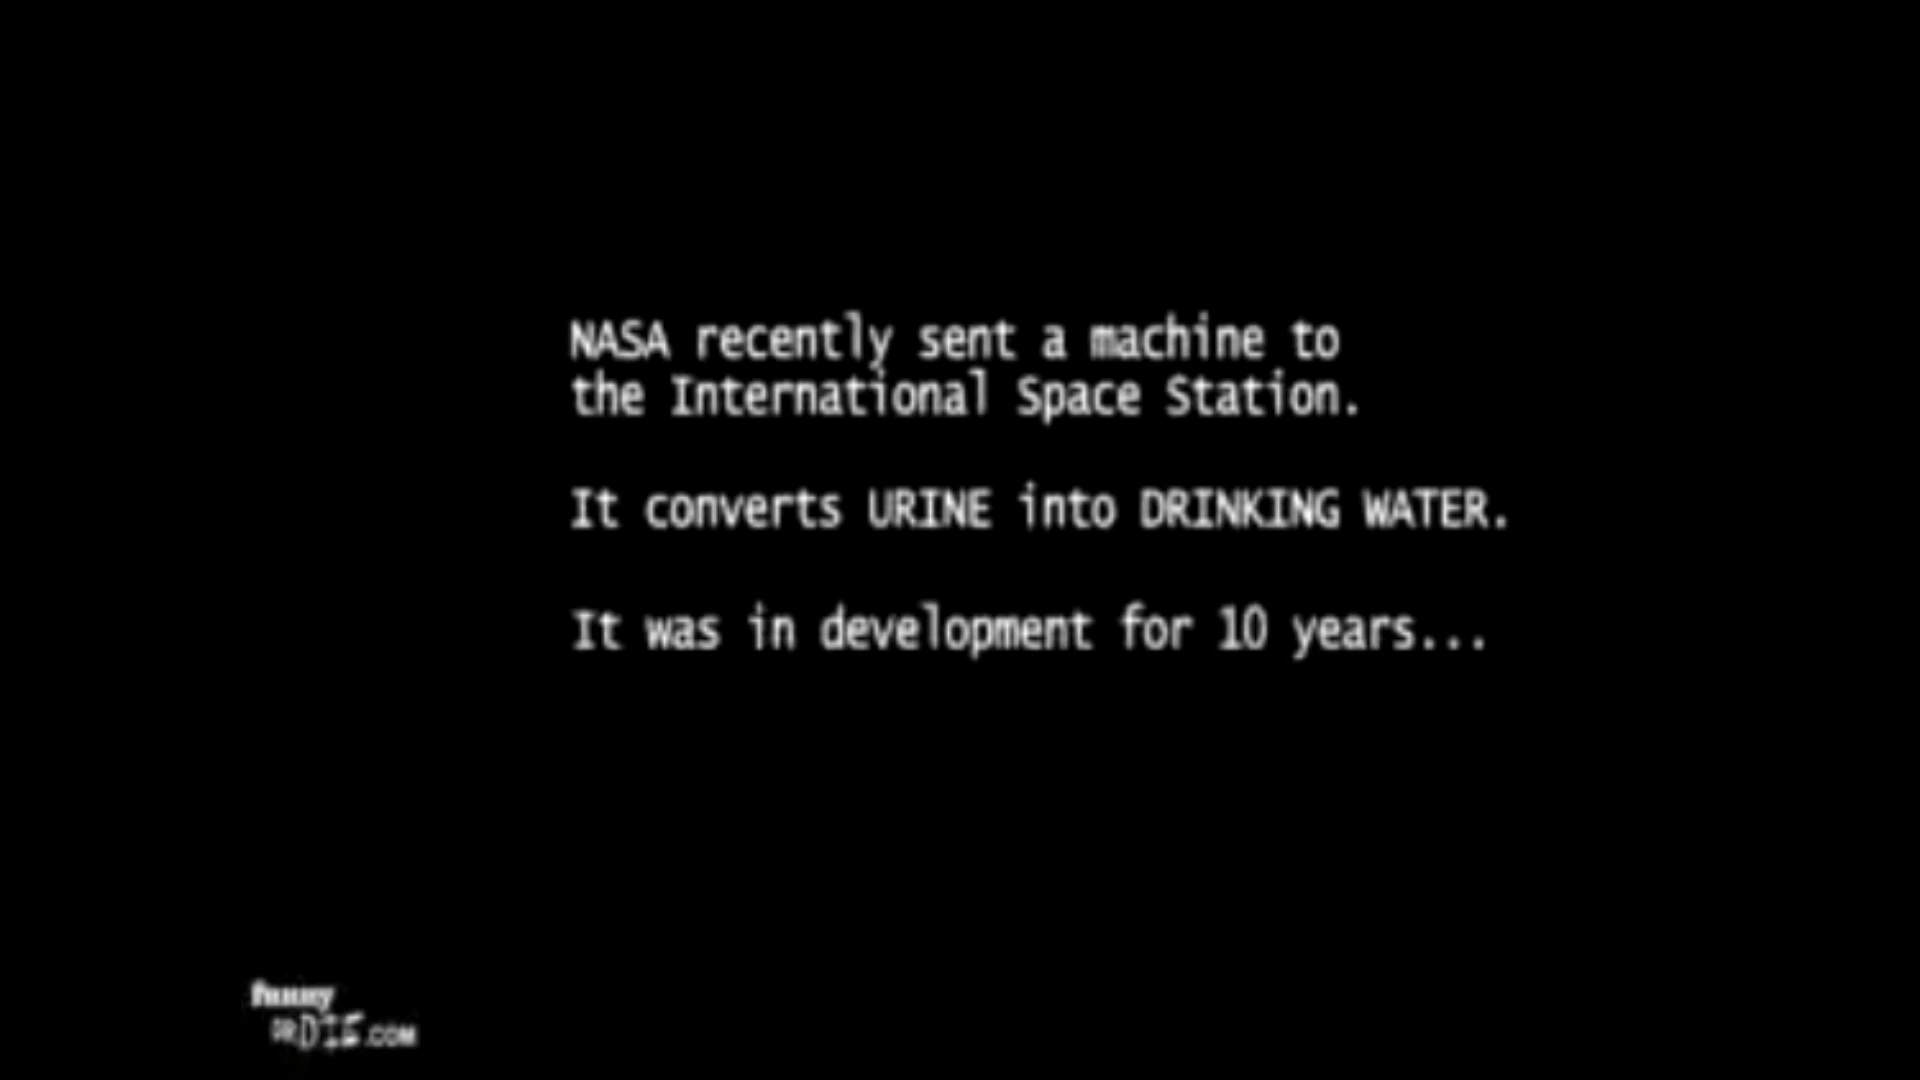 NASA recently sent a machine to
the International Space Station.
It converts URINE into DRINKING WATER.
It was in development for 10 years...
funny
ORDIE.COM